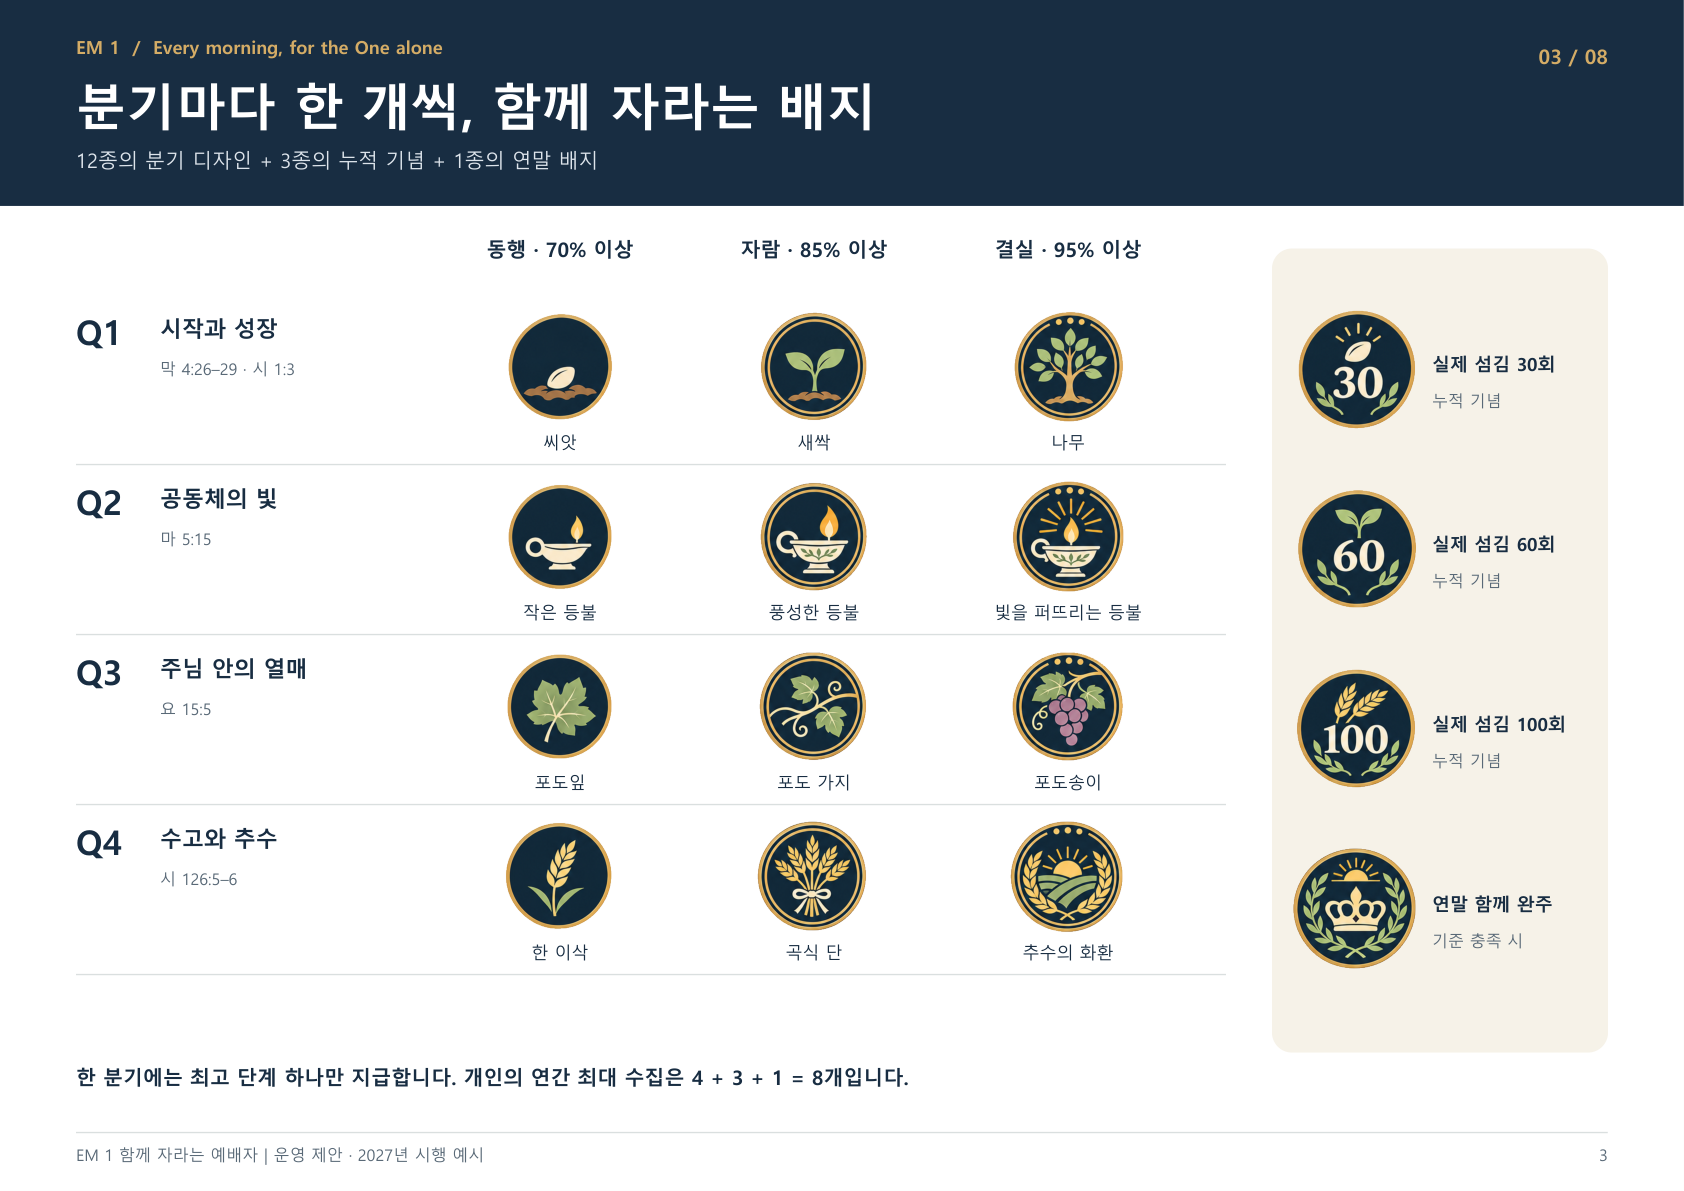 EM 1 / Every morning, for the One alone
03 / 08
분기마다 한 개씩, 함께 자라는 배지
12종의 분기 디자인 + 3종의 누적 기념 + 1종의 연말 배지
동행 · 70% 이상
자람 · 85% 이상
결실 · 95% 이상
Q1
시작과 성장
막 4:26–29 · 시 1:3
씨앗
새싹
나무
Q2
공동체의 빛
마 5:15
작은 등불
풍성한 등불
빛을 퍼뜨리는 등불
Q3
주님 안의 열매
요 15:5
포도잎
포도 가지
포도송이
Q4
수고와 추수
시 126:5–6
한 이삭
곡식 단
추수의 화환
30
실제 섬김 30회
누적 기념
60
실제 섬김 60회
누적 기념
100
실제 섬김 100회
누적 기념
연말 함께 완주
기준 충족 시
한 분기에는 최고 단계 하나만 지급합니다. 개인의 연간 최대 수집은 4 + 3 + 1 = 8개입니다.
EM 1 함께 자라는 예배자 | 운영 제안 · 2027년 시행 예시
3